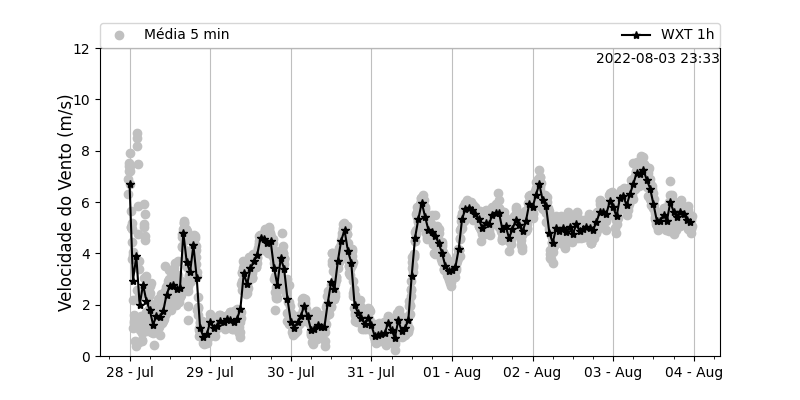 Média 5 min
WXT 1h
2022-08-03 23:33
Velocidade do Vento (m/s)
12
10
8
6
4
2
0
28 - Jul
29 - Jul
30 - Jul
31 - Jul
01 - Aug
02 - Aug
03 - Aug
04 - Aug